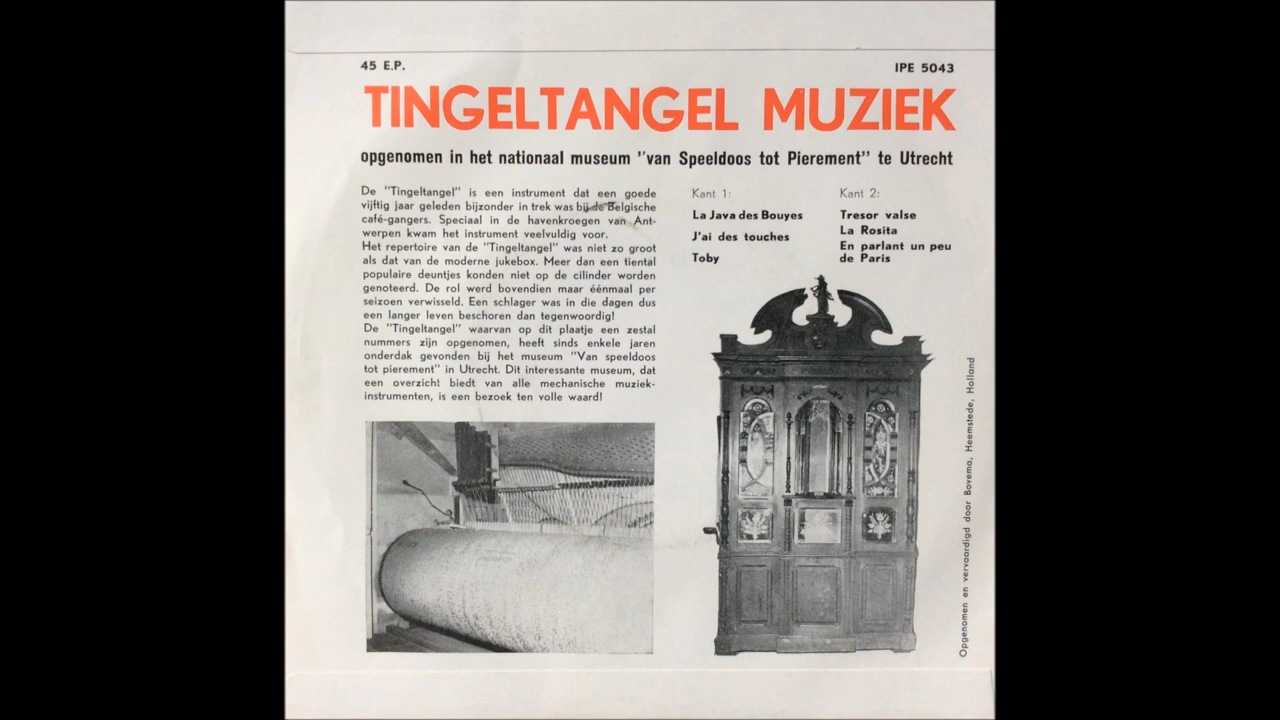 45 E.P.
IPE 5043
TINGELTANGEL MUZIEK
opgenomen in het nationaal museum "van Speeldoos tot Pierement" te Utrecht
De "Tingeltangel" is een instrument dat een goede
vijftig jaar geleden bijzonder in trek was bij de Belgische
café-gangers. Speciaal in de havenkroegen van Ant-
werpen kwam het instrument veelvuldig voor.
Het repertoire van de "Tingeltangel" was niet zo groot
als dat van de moderne jukebox. Meer dan een tiental
populaire deuntjes konden niet op de cilinder worden
genoteerd. De rol werd bovendien maar éénmaal per
seizoen verwisseld. Een schlager was in die dagen dus
een langer leven beschoren dan tegenwoordig!
De "Tingeltangel" waarvan op dit plaatje een zestal
nummers zijn opgenomen, heeft sinds enkele jaren
onderdak gevonden bij het museum "Van speeldoos
tot pierement" in Utrecht. Dit interessante museum, dat
een overzicht biedt van alle mechanische muziek-
instrumenten, is een bezoek ten volle waard!
Kant 1:
La Java des Bouyes
J'ai des touches
Toby
Kant 2:
Tresor valse
La Rosita
En parlant un peu
de Paris
Opgenomen en vervaardigd door Bovema, Heemstede, Holland